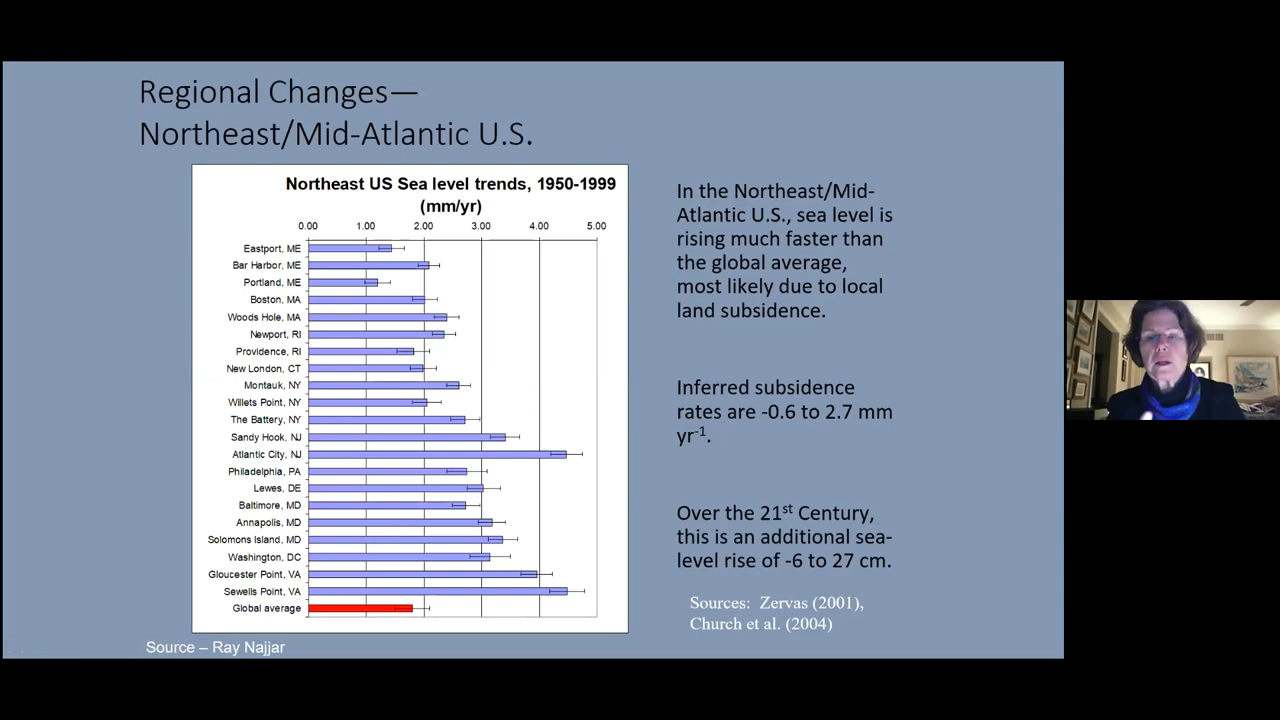 Regional Changes—
Northeast/Mid-Atlantic U.S.
Northeast US Sea level trends, 1950-1999
(mm/yr)
0.00 1.00 2.00 3.00 4.00 5.00
Eastport, ME
Bar Harbor, ME
Portland, ME
Boston, MA
Woods Hole, MA
Newport, RI
Providence, RI
New London, CT
Montauk, NY
Willets Point, NY
The Battery, NY
Sandy Hook, NJ
Atlantic City, NJ
Philadelphia, PA
Lewes, DE
Baltimore, MD
Annapolis, MD
Solomons Island, MD
Washington, DC
Gloucester Point, VA
Sewells Point, VA
Global average
Source – Ray Najjar
In the Northeast/Mid-
Atlantic U.S., sea level is
rising much faster than
the global average,
most likely due to local
land subsidence.
Inferred subsidence
rates are -0.6 to 2.7 mm
yr⁻¹.
Over the 21st Century,
this is an additional sea-
level rise of -6 to 27 cm.
Sources: Zervas (2001),
Church et al. (2004)